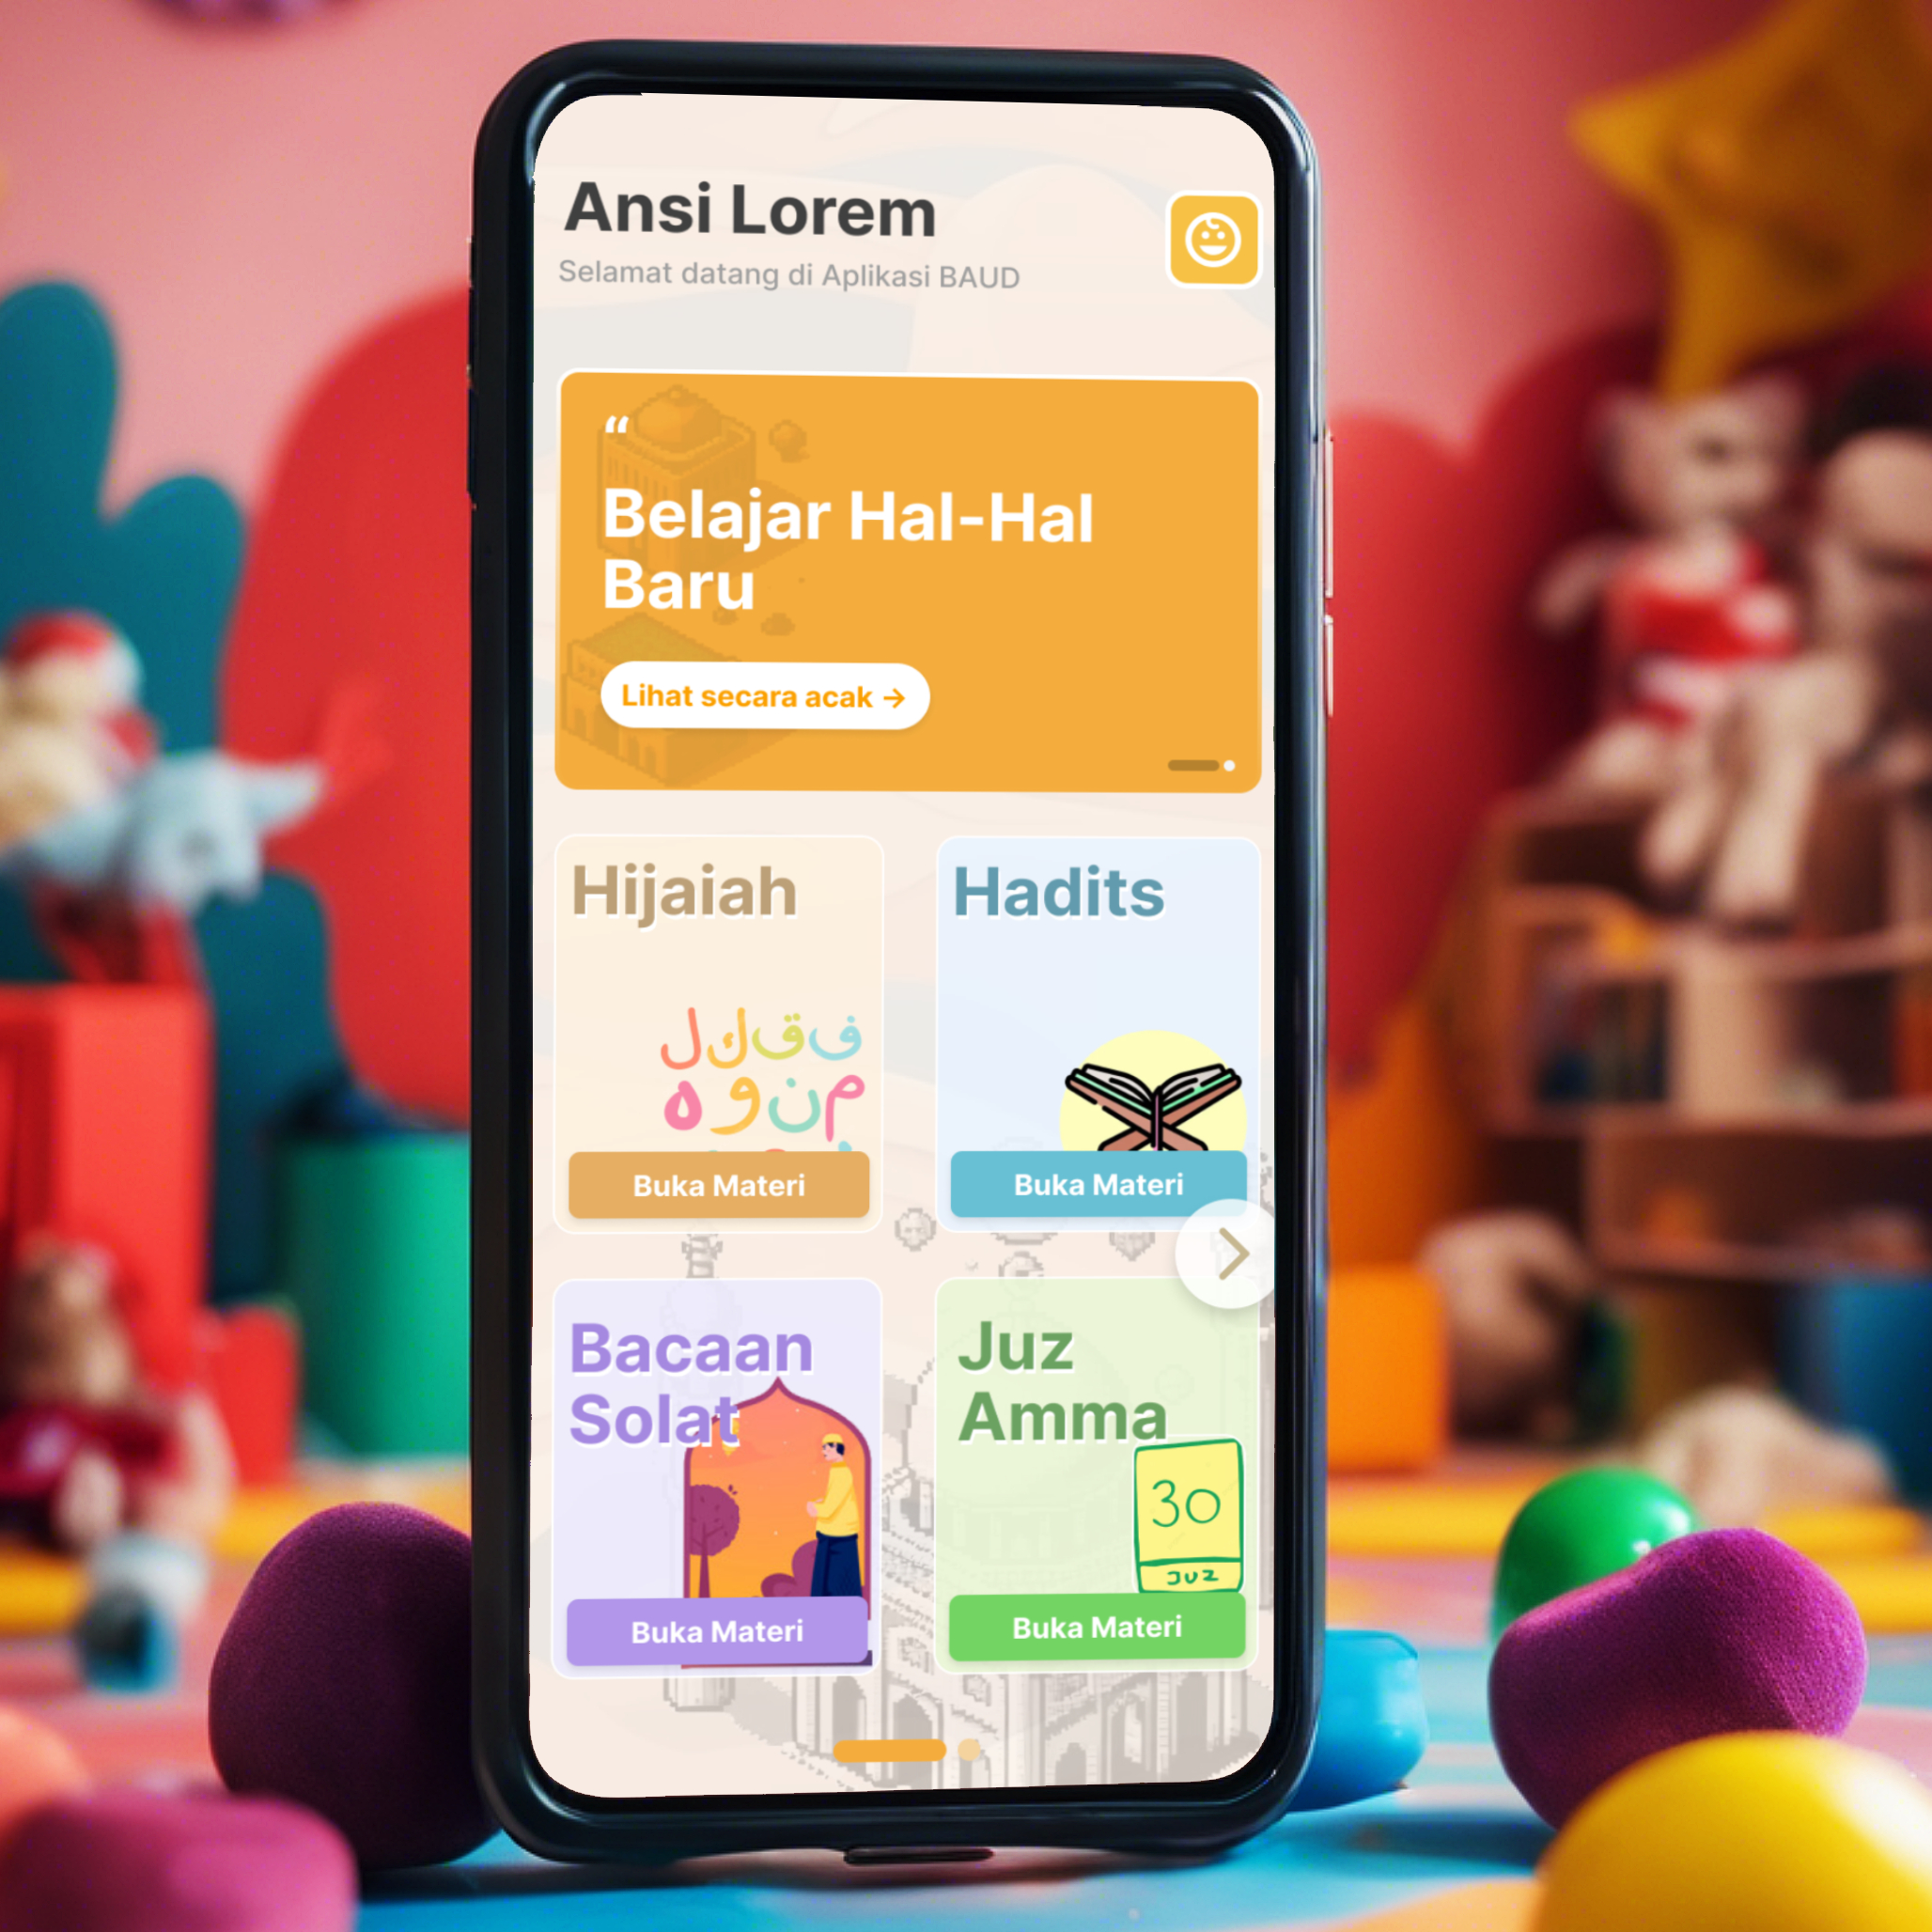 Ansi Lorem
Selamat datang di Aplikasi BAUD
“
Belajar Hal-Hal
Baru
Lihat secara acak →
Hijaiah
ف ق ك ل
م ن و ه
Buka Materi
Hadits
Buka Materi
Bacaan
Solat
Buka Materi
Juz
Amma
30
JUZ
Buka Materi